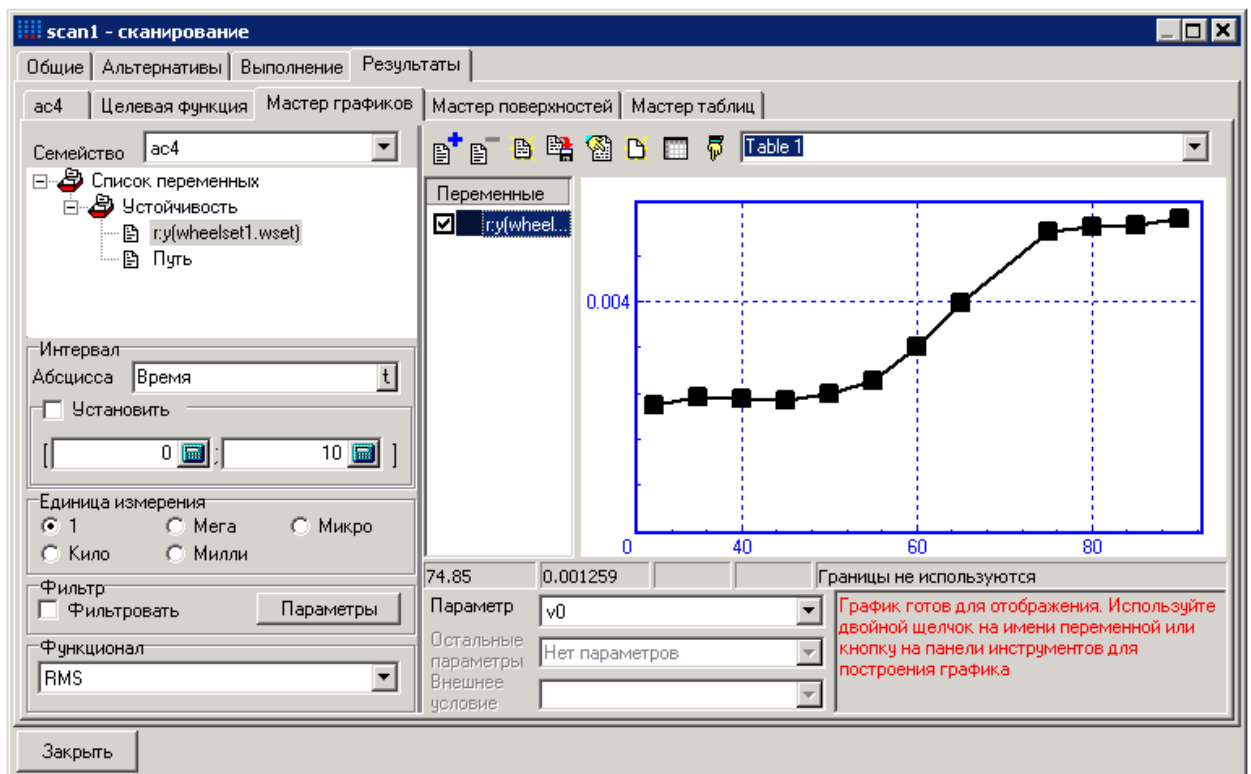 scan1 - сканирование
Общие Альтернативы Выполнение Результаты
ac4 Целевая функция Мастер графиков Мастер поверхностей Мастер таблиц
Семейство ac4
Список переменных
Устойчивость
r:y(wheelset1.wset)
Путь
Интервал
Абсцисса Время t
Установить
[ 0 ; 10 ]
Единица измерения
1 Мега Микро
Кило Милли
Фильтр
Фильтровать Параметры
Функционал
RMS
Table 1
Переменные
r:y(wheel...
0.004
0 40 60 80
74.85 0.001259 Границы не используются
Параметр v0
Остальные параметры Нет параметров
Внешнее условие
График готов для отображения. Используйте
двойной щелчок на имени переменной или
кнопку на панели инструментов для
построения графика
Закрыть